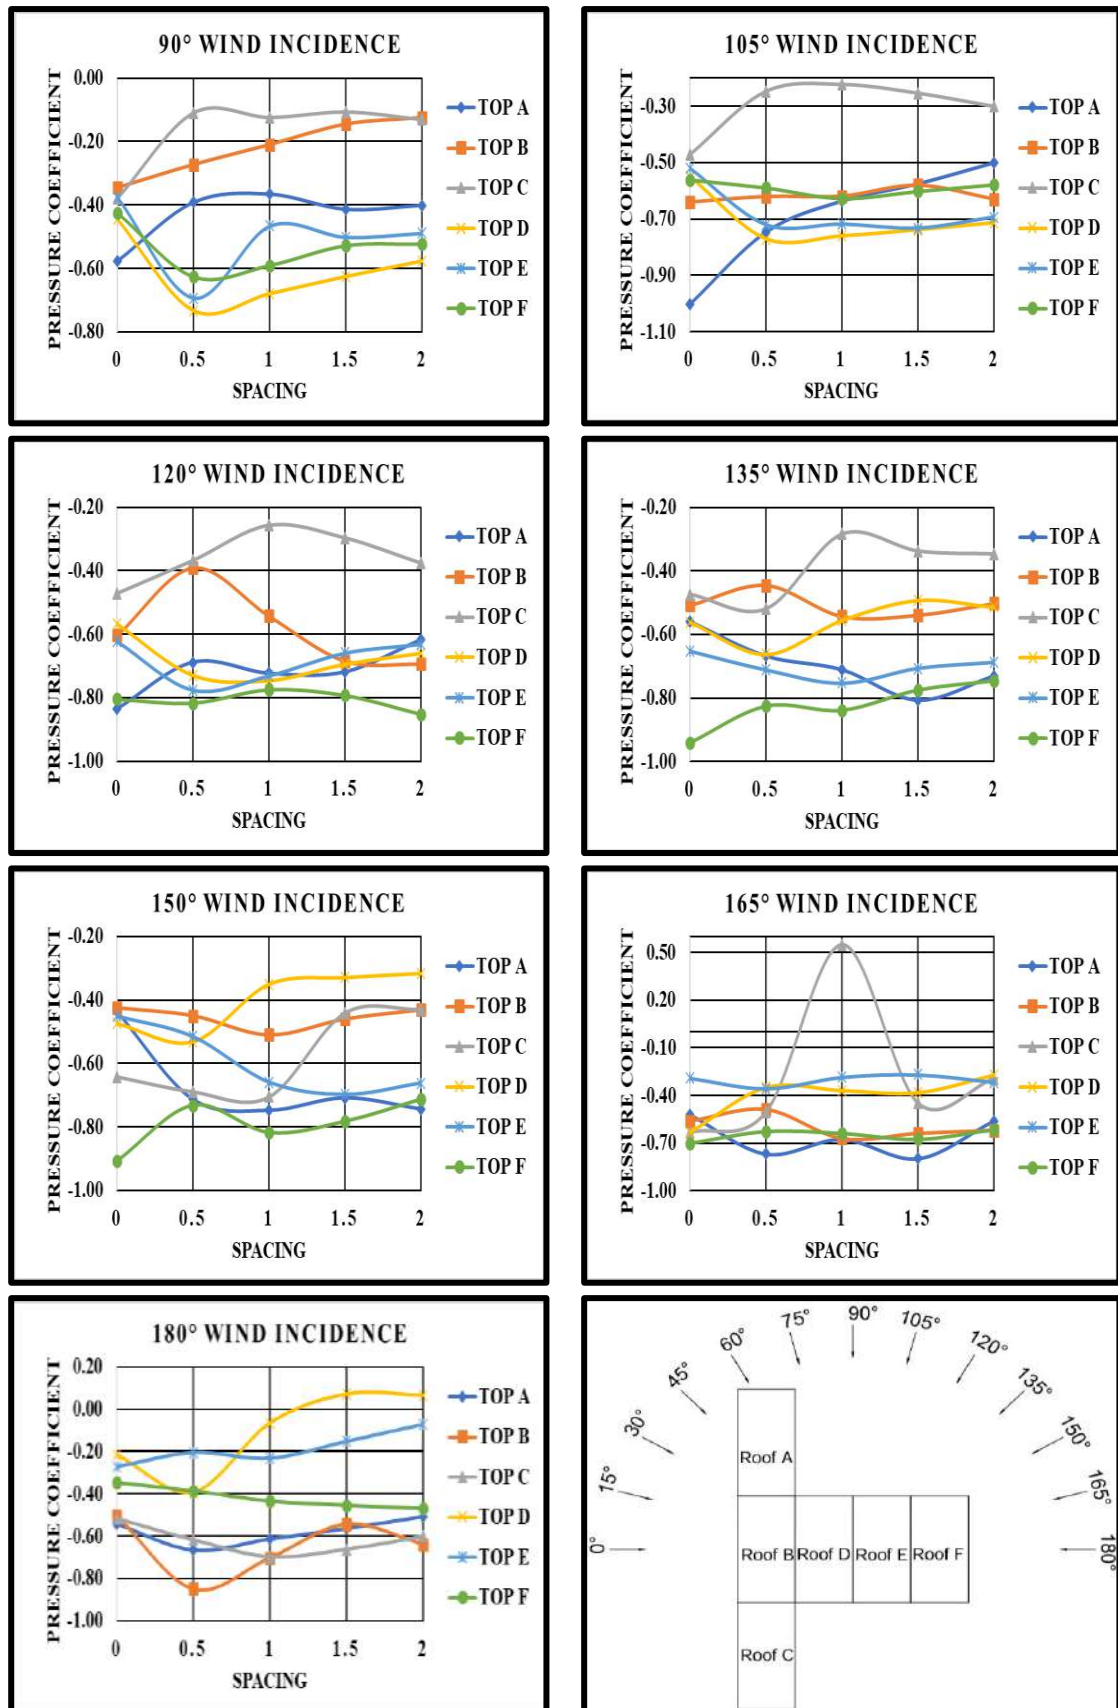 90° WIND INCIDENCE
PRESSURE COEFFICIENT
0.00
-0.20
-0.40
-0.60
-0.80
0 0.5 1 1.5 2
SPACING
TOP A
TOP B
TOP C
TOP D
TOP E
TOP F
105° WIND INCIDENCE
PRESSURE COEFFICIENT
-0.30
-0.50
-0.70
-0.90
-1.10
0 0.5 1 1.5 2
SPACING
TOP A
TOP B
TOP C
TOP D
TOP E
TOP F
120° WIND INCIDENCE
PRESSURE COEFFICIENT
-0.20
-0.40
-0.60
-0.80
-1.00
0 0.5 1 1.5 2
SPACING
TOP A
TOP B
TOP C
TOP D
TOP E
TOP F
135° WIND INCIDENCE
PRESSURE COEFFICIENT
-0.20
-0.40
-0.60
-0.80
-1.00
0 0.5 1 1.5 2
SPACING
TOP A
TOP B
TOP C
TOP D
TOP E
TOP F
150° WIND INCIDENCE
PRESSURE COEFFICIENT
-0.20
-0.40
-0.60
-0.80
-1.00
0 0.5 1 1.5 2
SPACING
TOP A
TOP B
TOP C
TOP D
TOP E
TOP F
165° WIND INCIDENCE
PRESSURE COEFFICIENT
0.50
0.20
-0.10
-0.40
-0.70
-1.00
0 0.5 1 1.5 2
SPACING
TOP A
TOP B
TOP C
TOP D
TOP E
TOP F
180° WIND INCIDENCE
PRESSURE COEFFICIENT
0.20
0.00
-0.20
-0.40
-0.60
-0.80
-1.00
0 0.5 1 1.5 2
SPACING
TOP A
TOP B
TOP C
TOP D
TOP E
TOP F
0°
15°
30°
45°
60°
75°
90°
105°
120°
135°
150°
165°
180°
Roof A
Roof B Roof D Roof E Roof F
Roof C